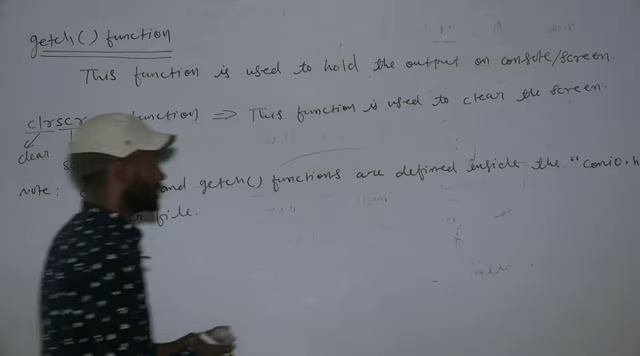 getch() function
This function is used to hold the output on console/screen.
clrscr function) ⇒ This function is used to clear the screen.
clear s
Note: and getch() functions are defined inside the "conio.h
file.